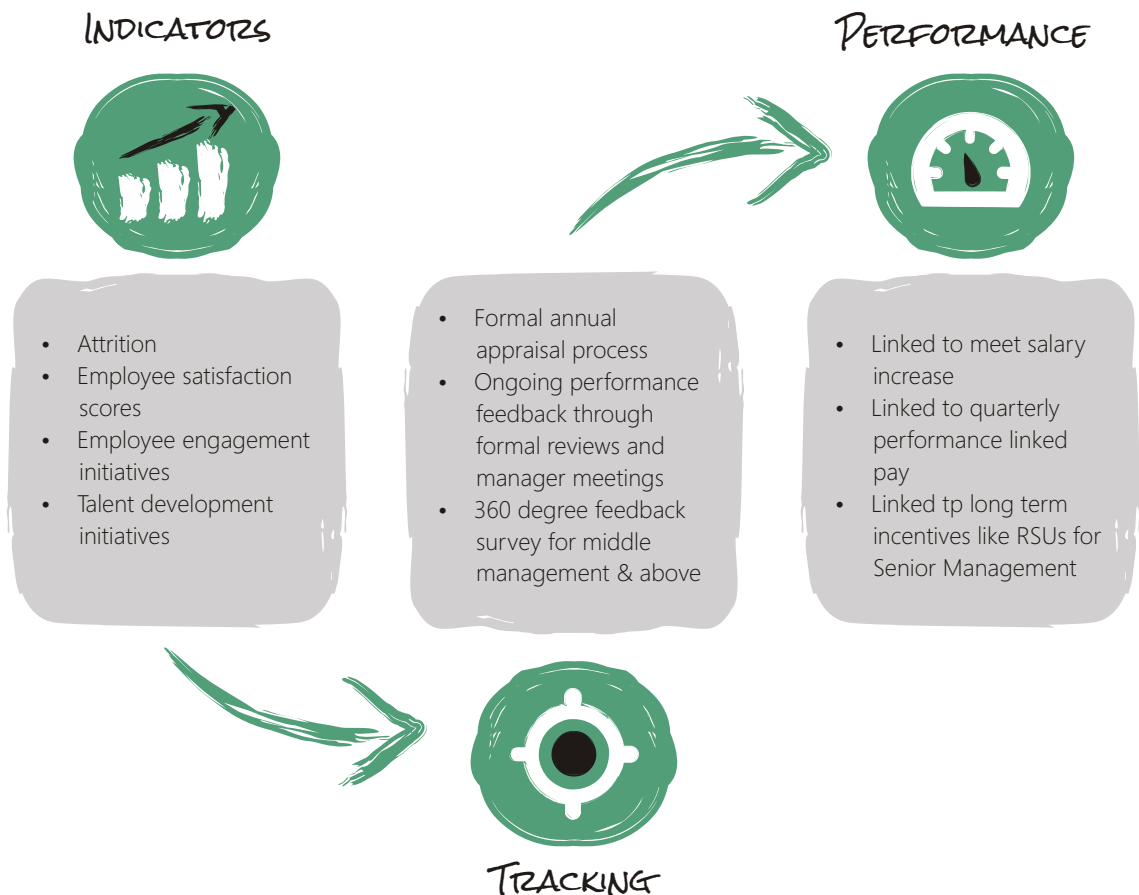 INDICATORS
• Attrition
• Employee satisfaction
scores
• Employee engagement
initiatives
• Talent development
initiatives
• Formal annual
appraisal process
• Ongoing performance
feedback through
formal reviews and
manager meetings
• 360 degree feedback
survey for middle
management & above
TRACKING
PERFORMANCE
• Linked to meet salary
increase
• Linked to quarterly
performance linked
pay
• Linked tp long term
incentives like RSUs for
Senior Management